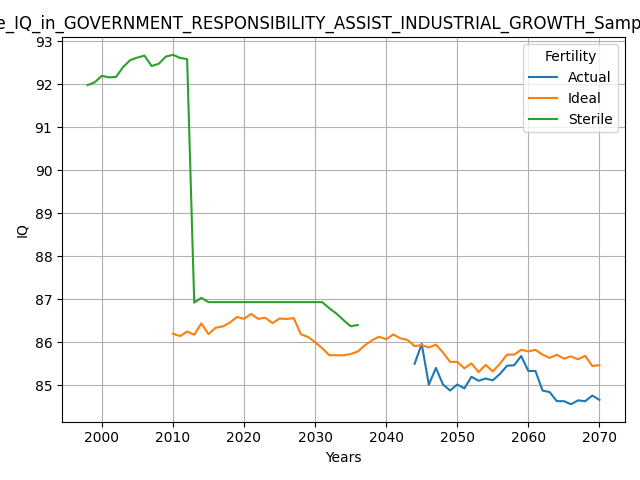 e_IQ_in_GOVERNMENT_RESPONSIBILITY_ASSIST_INDUSTRIAL_GROWTH_Samp
93
92
91
90
89
88
87
86
85
IQ
Fertility
Actual
Ideal
Sterile
2000 2010 2020 2030 2040 2050 2060 2070
Years